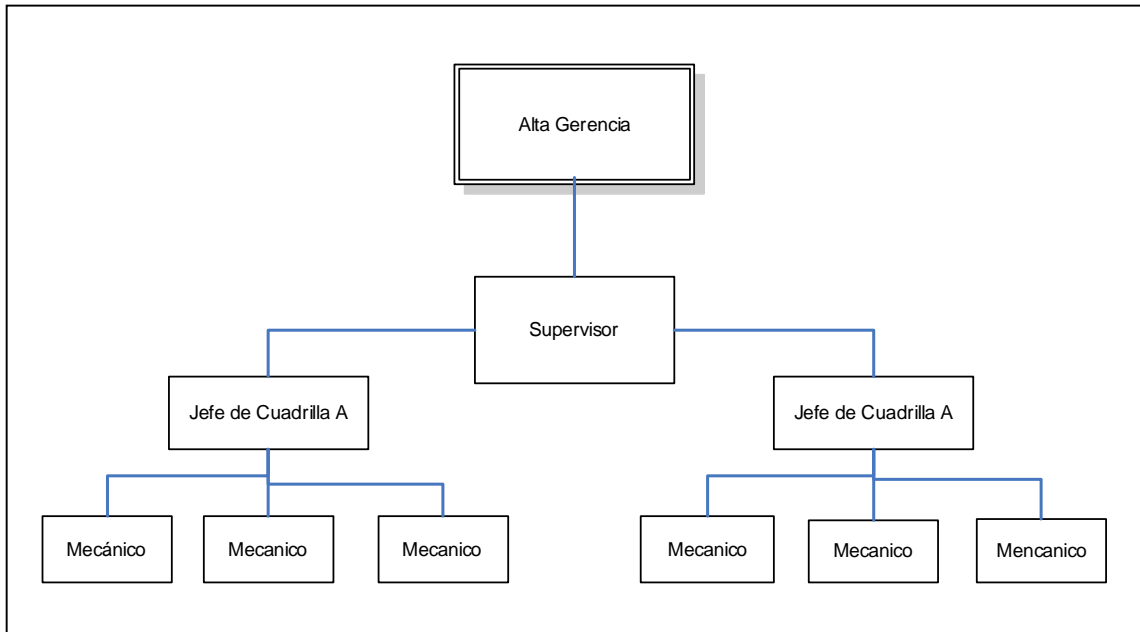 Alta Gerencia
Supervisor
Jefe de Cuadrilla A
Jefe de Cuadrilla A
Mecánico
Mecanico
Mecanico
Mecanico
Mecanico
Mencanico